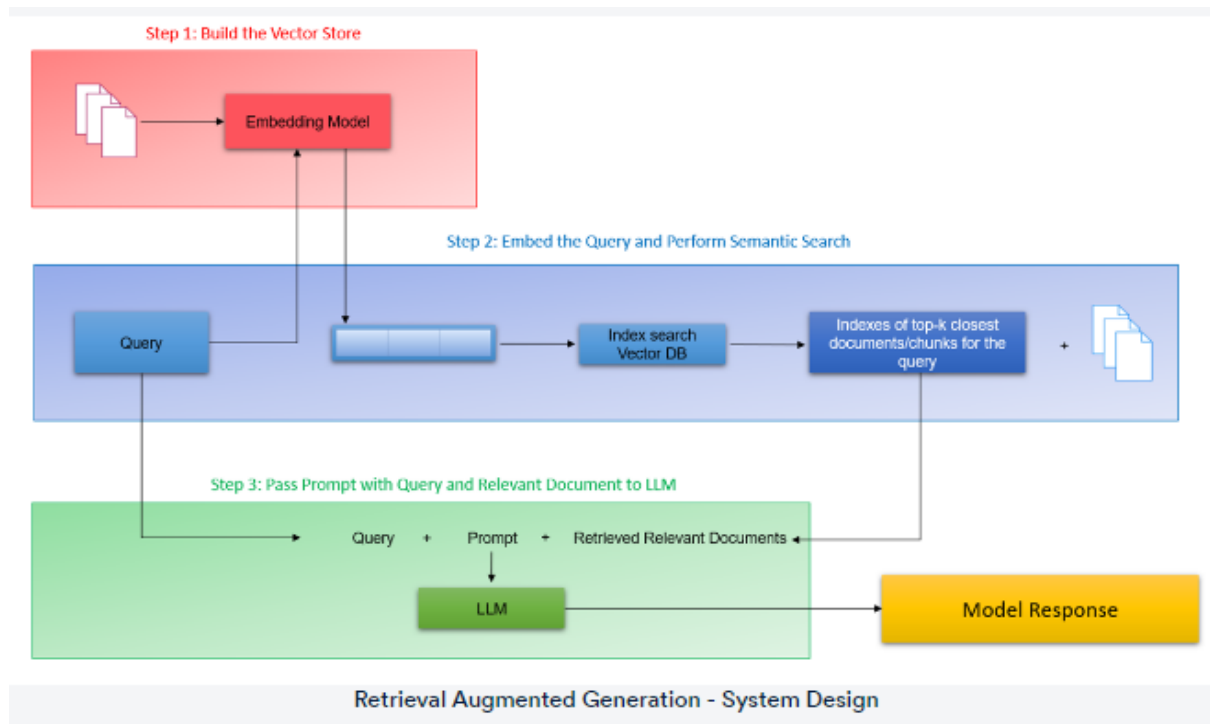 Step 1: Build the Vector Store
Embedding Model
Step 2: Embed the Query and Perform Semantic Search
Query
Index search
Vector DB
Indexes of top-k closest
documents/chunks for the
query
+
Step 3: Pass Prompt with Query and Relevant Document to LLM
Query + Prompt + Retrieved Relevant Documents
LLM
Model Response
Retrieval Augmented Generation - System Design